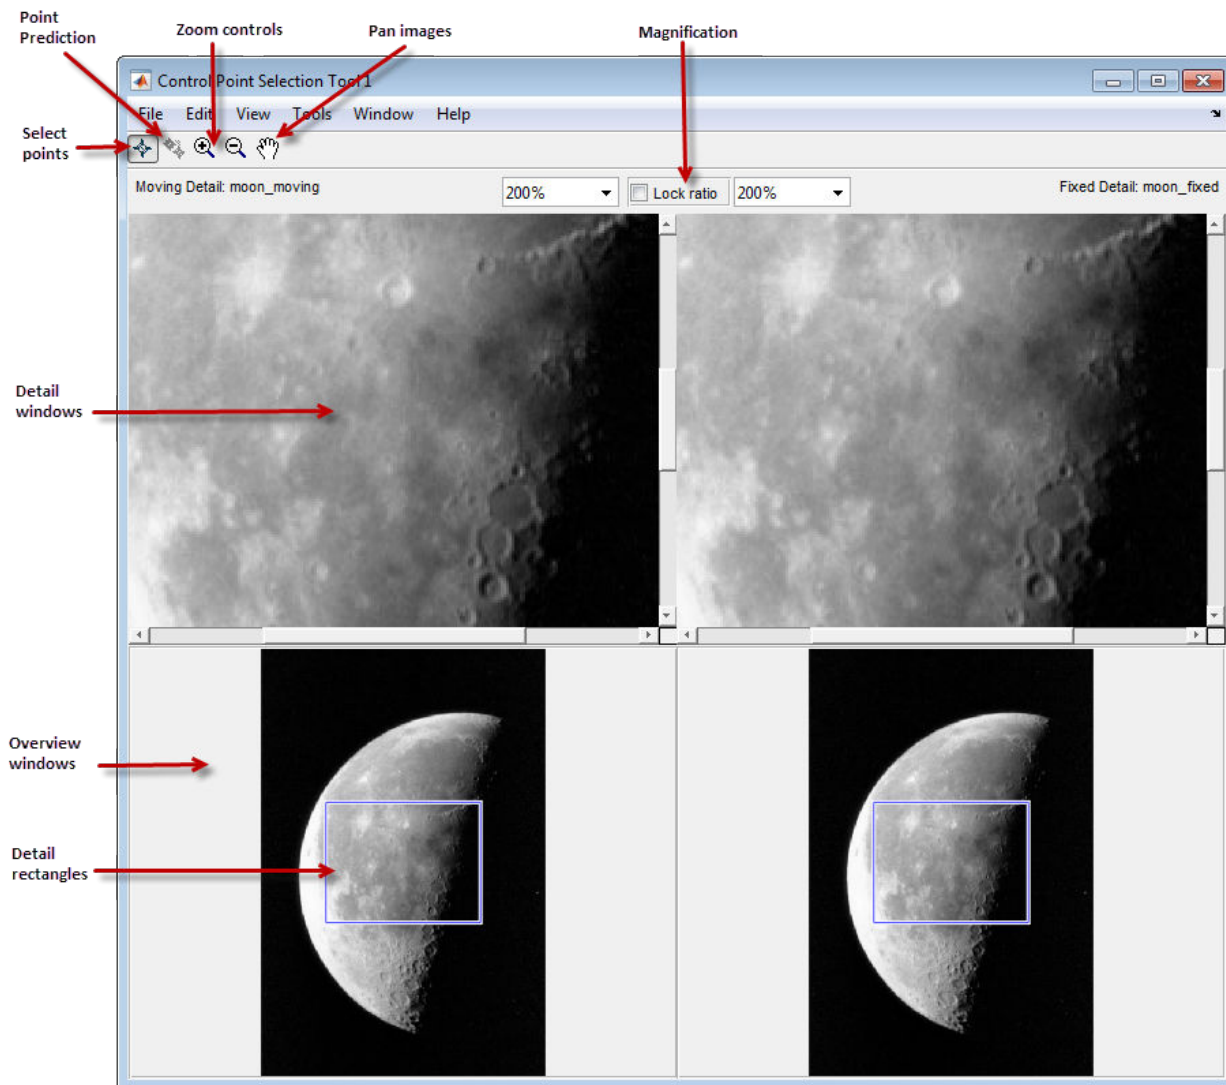 Point
Prediction
Zoom controls
Pan images
Magnification
Control Point Selection Tool 1
File Edit View Tools Window Help
Select
points
Moving Detail: moon_moving
200%
Lock ratio
200%
Fixed Detail: moon_fixed
Detail
windows
Overview
windows
Detail
rectangles